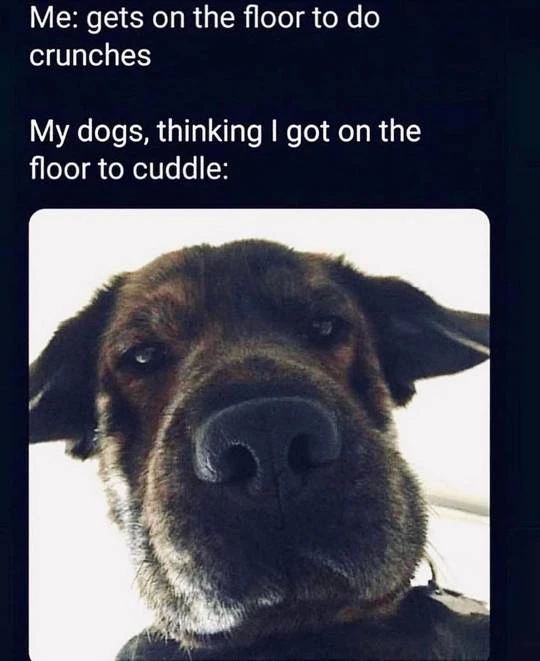 Me: gets on the floor to do
crunches
My dogs, thinking I got on the
floor to cuddle: